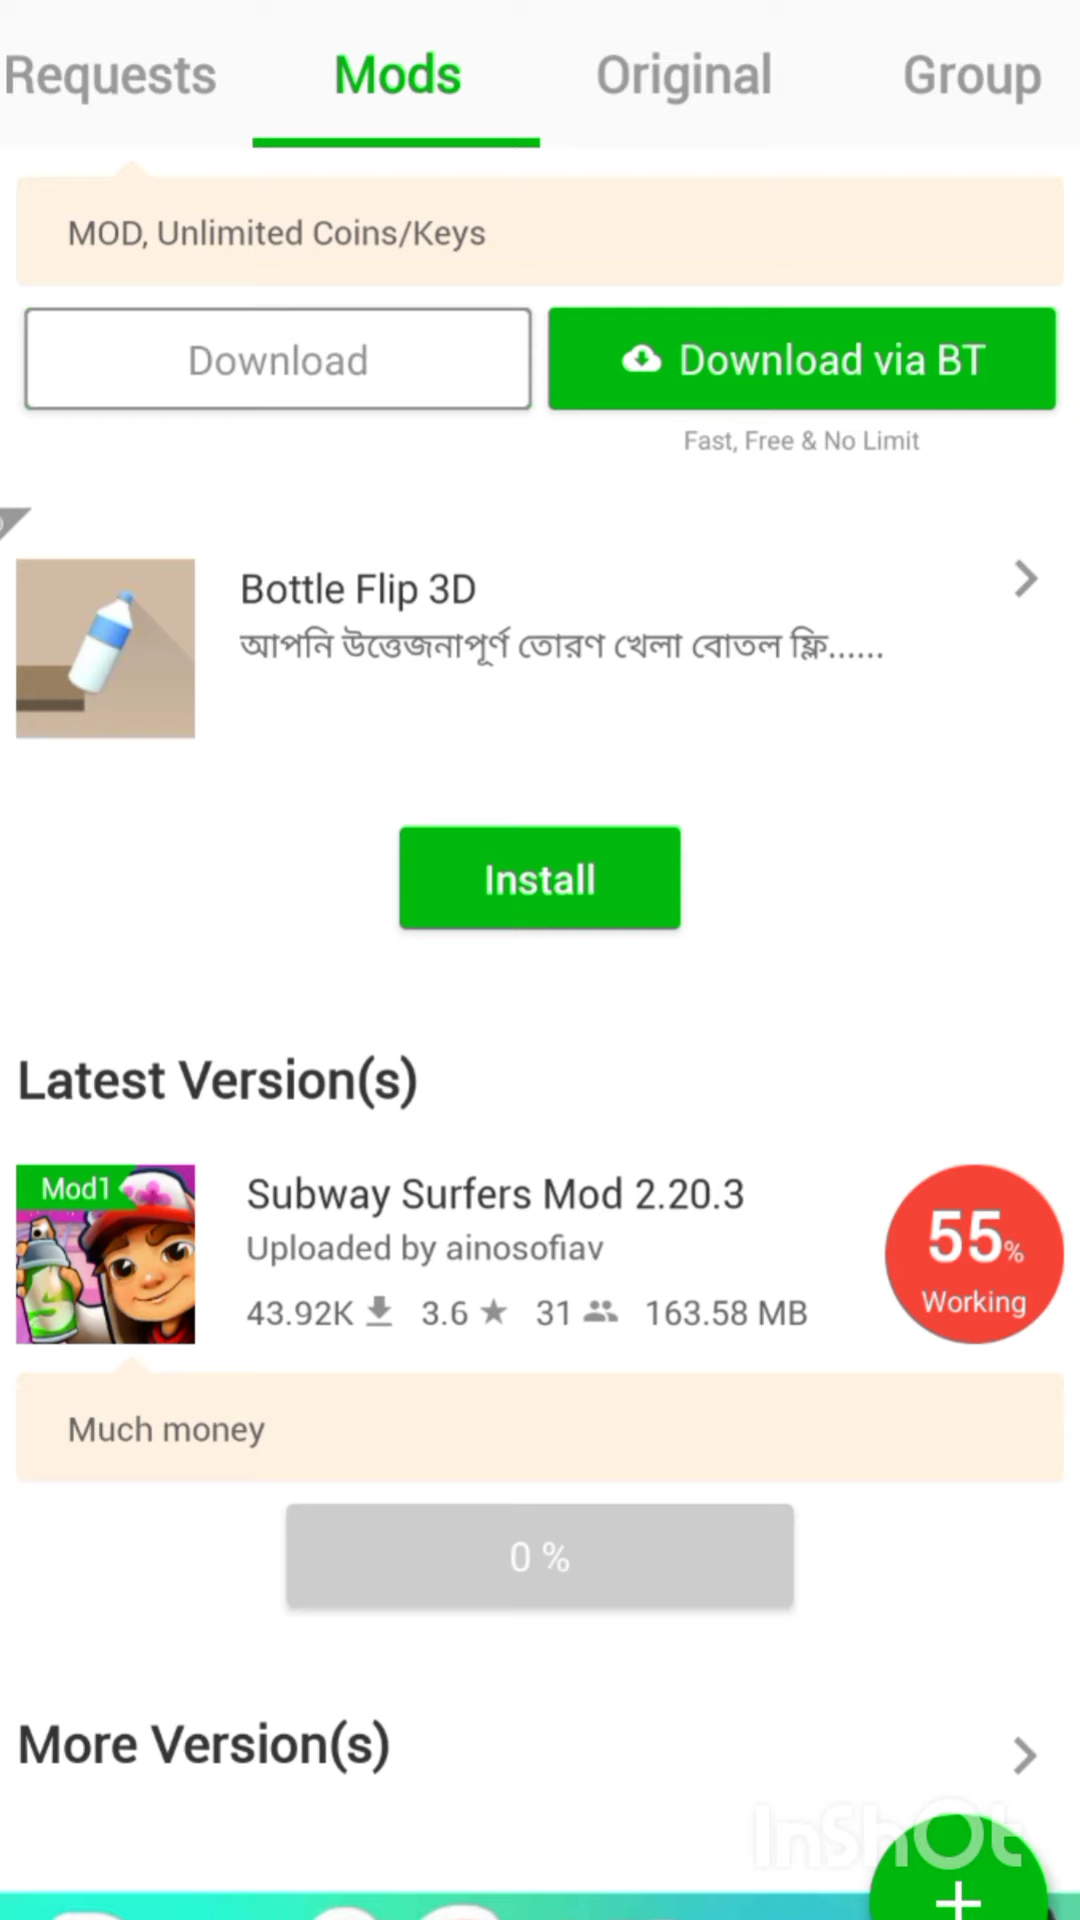 Requests Mods Original Group
MOD, Unlimited Coins/Keys
Download Download via BT
Fast, Free & No Limit
Bottle Flip 3D
আপনি উত্তেজনাপূর্ণ তোরণ খেলা বোতল ফ্লি......
Install
Latest Version(s)
Mod1
Subway Surfers Mod 2.20.3
Uploaded by ainosofiav
43.92K 3.6 31 163.58 MB
55%
Working
Much money
0 %
More Version(s)
InShOt